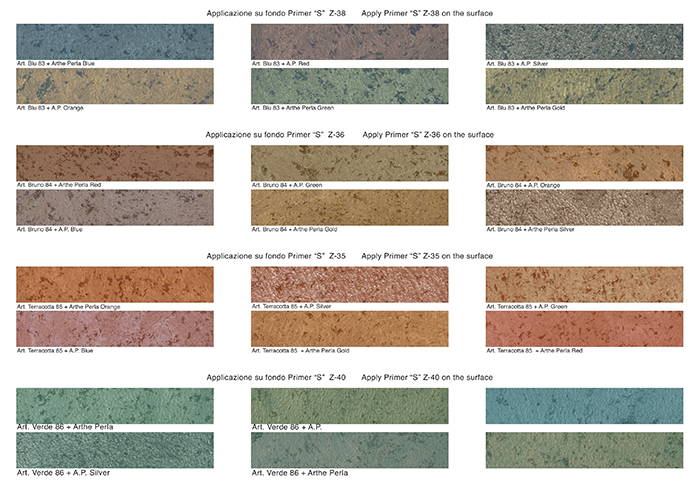 Applicazione su fondo Primer “S” Z-38 Apply Primer “S” Z-38 on the surface
Art. Blu 83 + Arthe Perla Blue
Art. Blu 83 + A.P. Red
Art. Blu 83 + A.P. Silver
Art. Blu 83 + A.P. Orange
Art. Blu 83 + Arthe Perla Green
Art. Blu 83 + Arthe Perla Gold
Applicazione su fondo Primer “S” Z-36 Apply Primer “S” Z-36 on the surface
Art. Bruno 84 + Arthe Perla Red
Art. Bruno 84 + A.P. Green
Art. Bruno 84 + A.P. Orange
Art. Bruno 84 + A.P. Blue
Art. Bruno 84 + Arthe Perla Gold
Art. Bruno 84 + Arthe Perla Silver
Applicazione su fondo Primer “S” Z-35 Apply Primer “S” Z-35 on the surface
Art. Terracotta 85 + Arthe Perla Orange
Art. Terracotta 85 + A.P. Silver
Art. Terracotta 85 + A.P. Green
Art. Terracotta 85 + A.P. Blue
Art. Terracotta 85 + Arthe Perla Gold
Art. Terracotta 85 + Arthe Perla Red
Applicazione su fondo Primer “S” Z-40 Apply Primer “S” Z-40 on the surface
Art. Verde 86 + Arthe Perla
Art. Verde 86 + A.P.
Art. Verde 86 + A.P. Silver
Art. Verde 86 + Arthe Perla